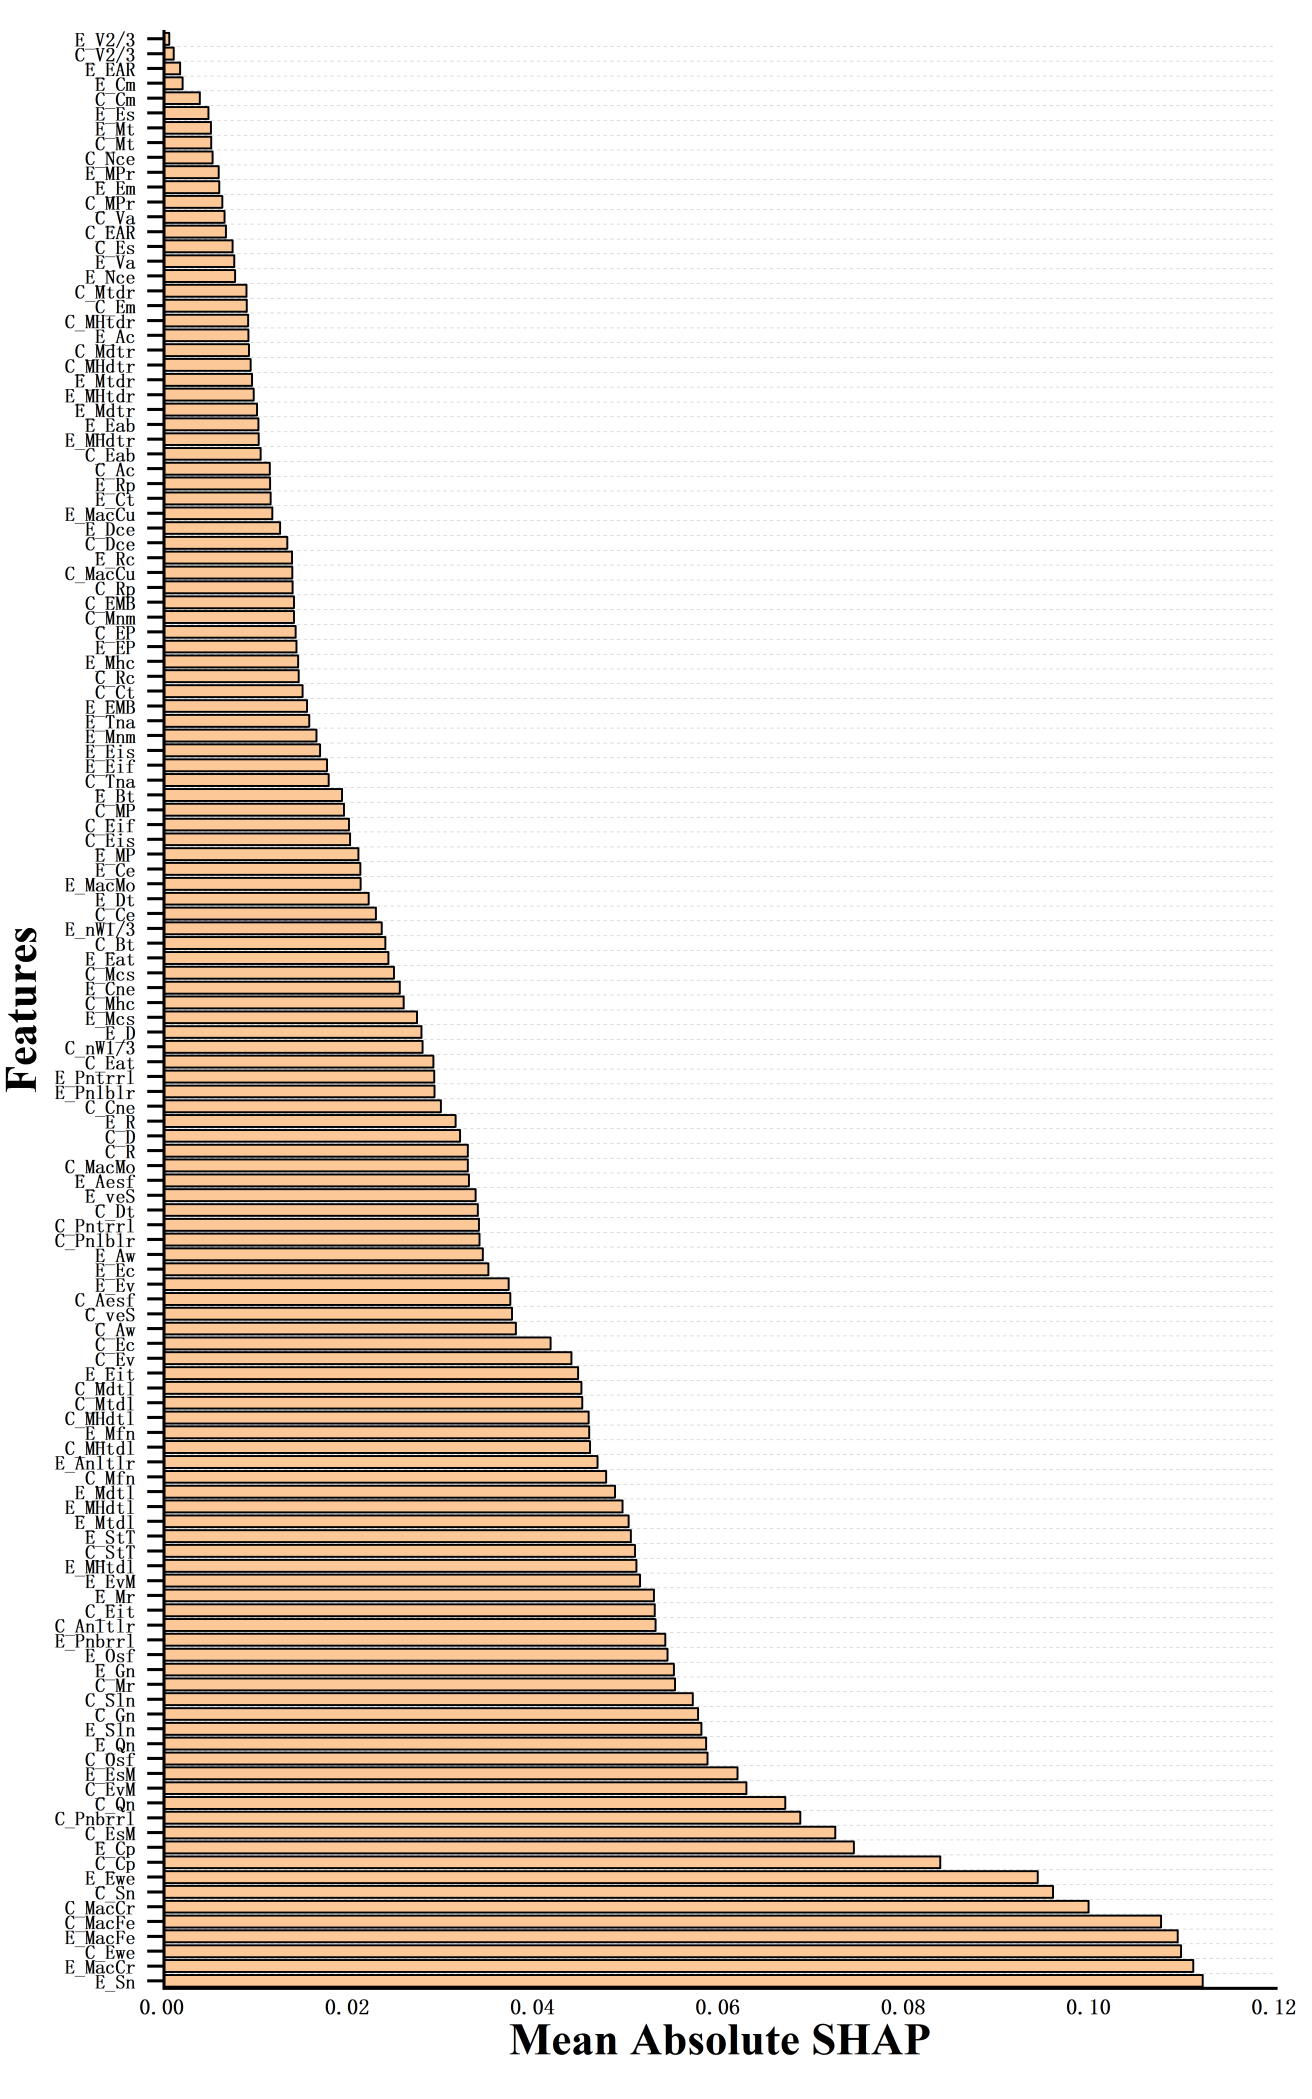 E_V2/3
C_V2/3
E_EAR
E_Cm
C_Cm
E_Es
E_Mt
C_Mt
C_Nce
E_MPr
E_Em
C_MPr
C_Va
C_EAR
C_Es
E_Va
E_Nce
C_Mtdr
C_Em
C_MHtdr
E_Ac
C_Mdtr
C_MHdtr
E_Mtdr
E_MHtdr
E_Mdtr
E_Eab
E_MHdtr
C_Eab
C_Ac
E_Rp
E_Ct
E_MacCu
E_Dce
C_Dce
E_Rc
C_MacCu
C_Rp
C_EMB
C_Mnm
C_EP
E_EP
E_Mhc
C_Rc
C_Ct
E_EMB
E_Tna
E_Mnm
E_Eis
E_Eif
C_Tna
E_Bt
C_MP
C_Eif
C_Eis
E_MP
E_Ce
E_MacMo
E_Dt
C_Ce
E_nW1/3
C_Bt
E_Eat
C_Mcs
E_Cne
C_Mhc
E_Mcs
E_D
C_nW1/3
C_Eat
E_Pntrrl
E_Pnlblr
C_Cne
E_R
C_D
C_R
C_MacMo
E_Aesf
E_veS
C_Dt
C_Pntrrl
C_Pnlblr
E_Aw
E_Ec
E_Ev
C_Aesf
C_veS
C_Aw
C_Ec
C_Ev
E_Eit
C_Mdtl
C_Mtdl
C_MHdtl
E_Mfn
C_MHtdl
E_Anltlr
C_Mfn
E_Mdtl
E_MHdtl
E_Mtdl
E_StT
C_StT
E_MHtdl
E_EvM
E_Mr
C_Eit
C_Anltlr
E_Pnbrrl
E_Osf
E_Gn
C_Mr
C_Sln
C_Gn
E_Sln
E_Qn
C_Osf
E_EsM
C_EvM
C_Qn
C_Pnbrrl
C_EsM
E_Cp
C_Cp
E_Ewe
C_Sn
C_MacCr
C_MacFe
E_MacFe
C_Ewe
E_MacCr
E_Sn
Features
0.00 0.02 0.04 0.06 0.08 0.10 0.12
Mean Absolute SHAP